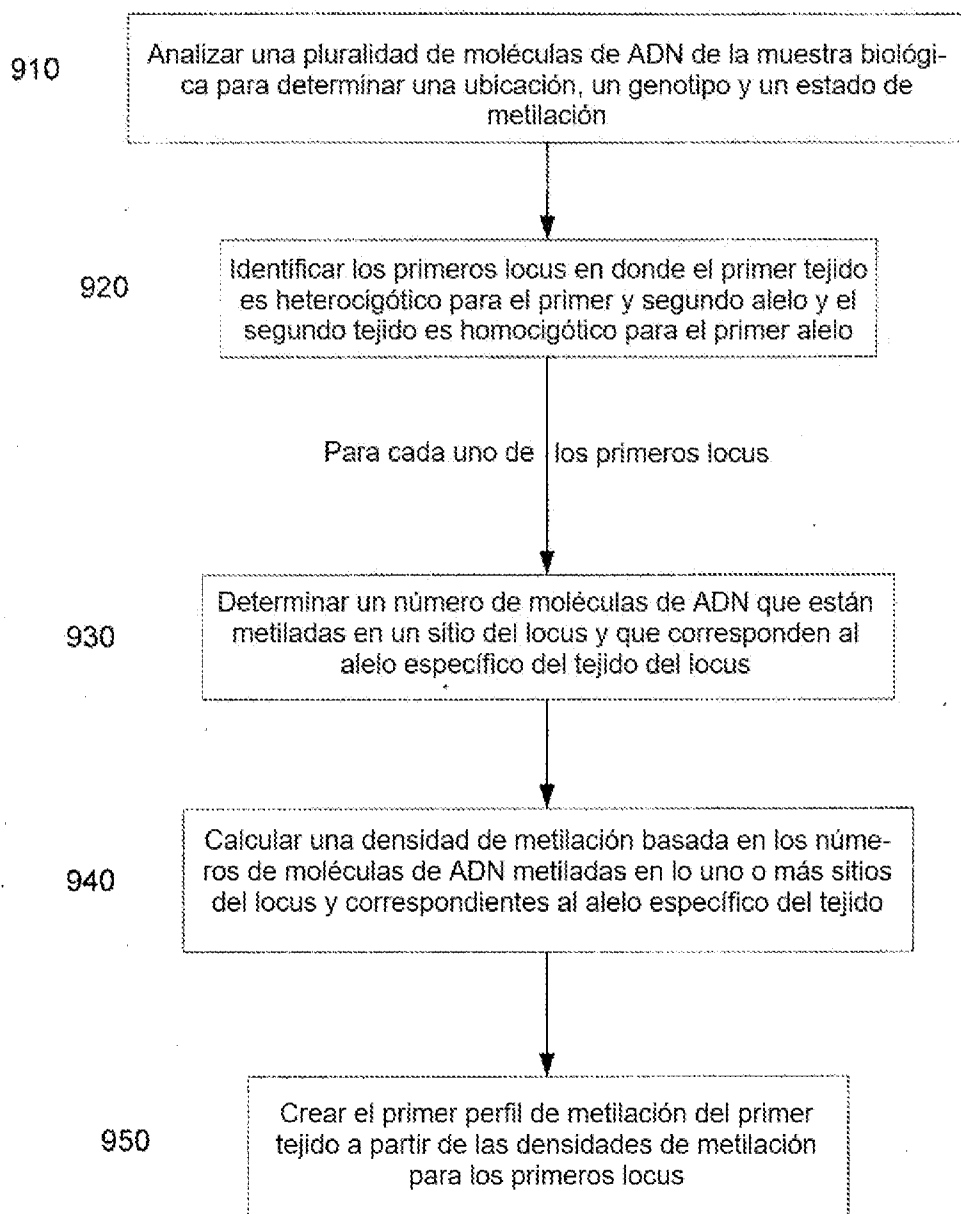 910
Analizar una pluralidad de moléculas de ADN de la muestra biológi-
ca para determinar una ubicación, un genotipo y un estado de
metilación
920
Identificar los primeros locus en donde el primer tejido
es heterocigótico para el primer y segundo alelo y el
segundo tejido es homocigótico para el primer alelo
Para cada uno de los primeros locus
930
Determinar un número de moléculas de ADN que están
metiladas en un sitio del locus y que corresponden al
alelo específico del tejido del locus
940
Calcular una densidad de metilación basada en los núme-
ros de moléculas de ADN metiladas en lo uno o más sitios
del locus y correspondientes al alelo específico del tejido
950
Crear el primer perfil de metilación del primer
tejido a partir de las densidades de metilación
para los primeros locus